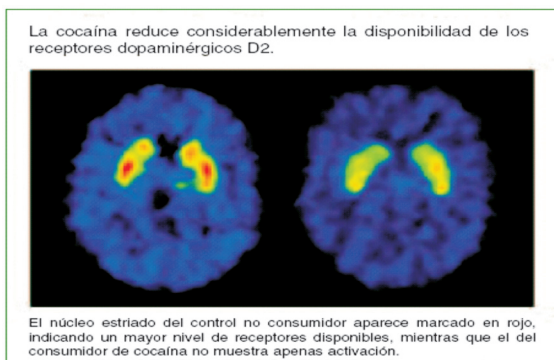 La cocaína reduce considerablemente la disponibilidad de los
receptores dopaminérgicos D2.
El núcleo estriado del control no consumidor aparece marcado en rojo,
indicando un mayor nivel de receptores disponibles, mientras que el del
consumidor de cocaína no muestra apenas activación.